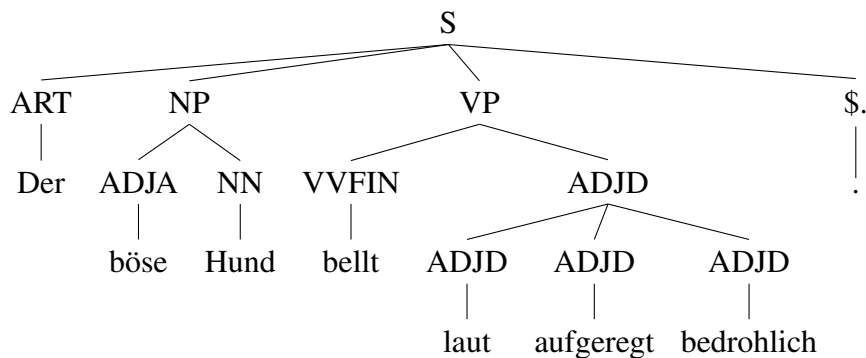 S
ART NP VP $.
Der ADJA NN VVFIN ADJD .
böse Hund bellt ADJD ADJD ADJD
laut aufgeregt bedrohlich